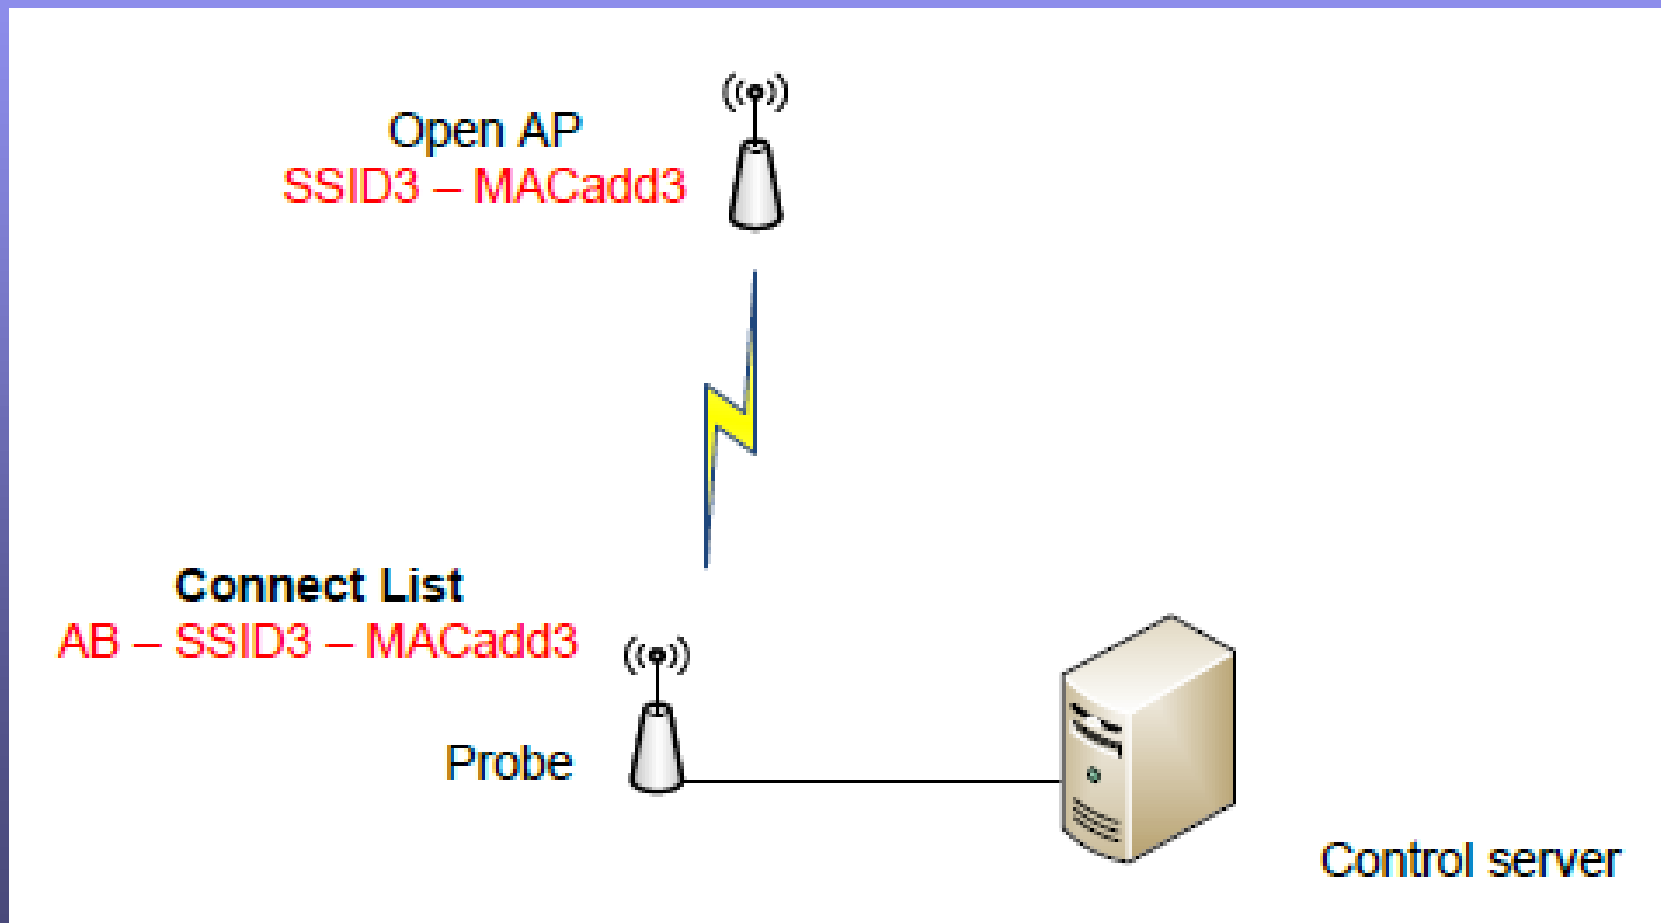 Open AP
SSID3 – MACadd3
Connect List
AB – SSID3 – MACadd3
Probe
Control server